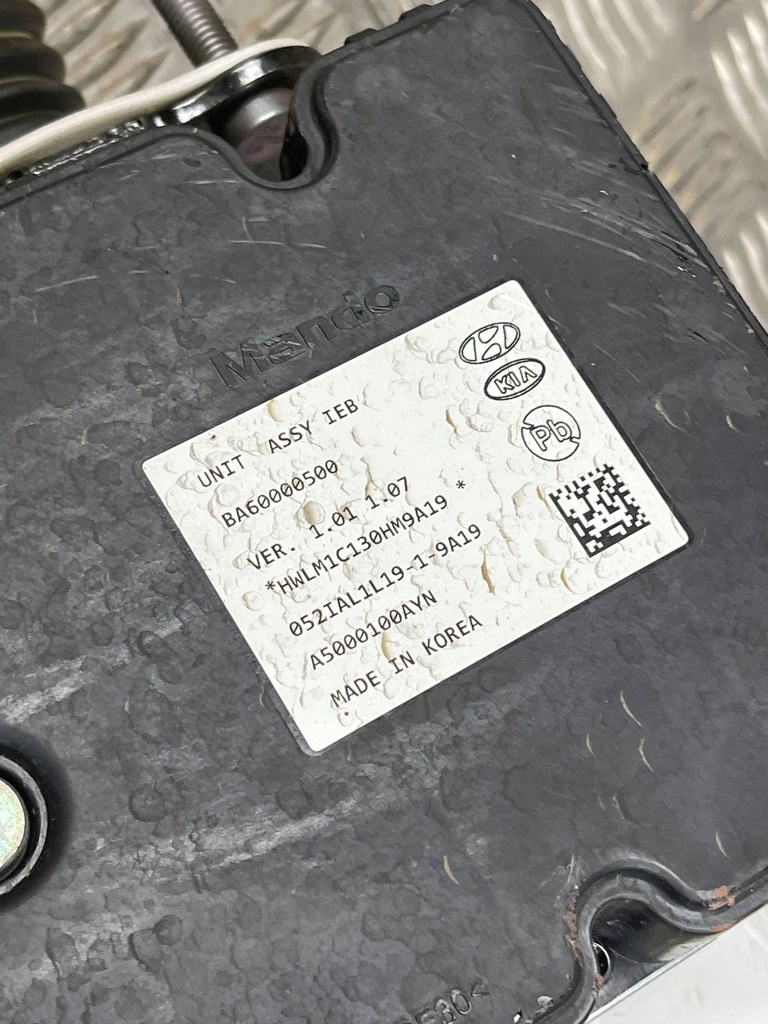 Mando
UNIT ASSY IEB
BA60000500
VER. 1.01 1.07
*HWLM1C130HM9A19 *
052IAL1L19-1-9A19
A5000100AYN
MADE IN KOREA
H
KIA
Pb